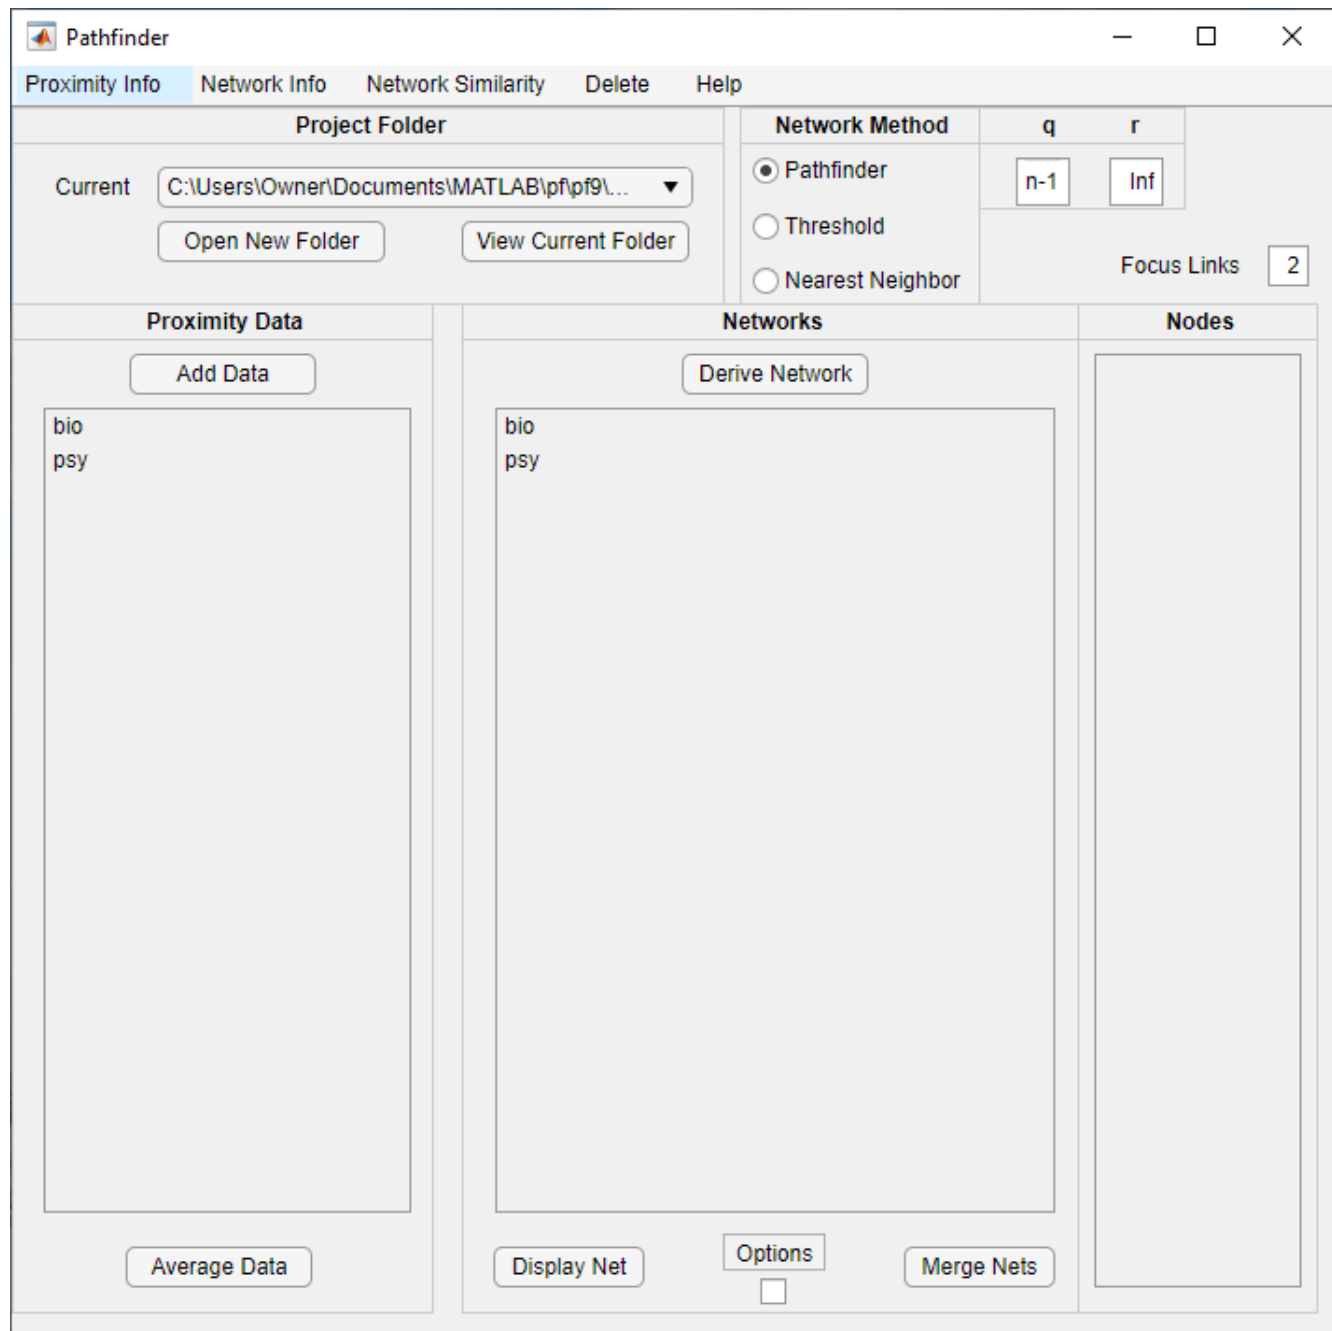 Pathfinder
Proximity Info Network Info Network Similarity Delete Help
Project Folder
Current C:\Users\Owner\Documents\MATLAB\pf\pf9\...
Open New Folder View Current Folder
Network Method q r
Pathfinder n-1 Inf
Threshold
Nearest Neighbor
Focus Links 2
Proximity Data
Add Data
bio
psy
Average Data
Networks
Derive Network
bio
psy
Display Net Options Merge Nets
Nodes